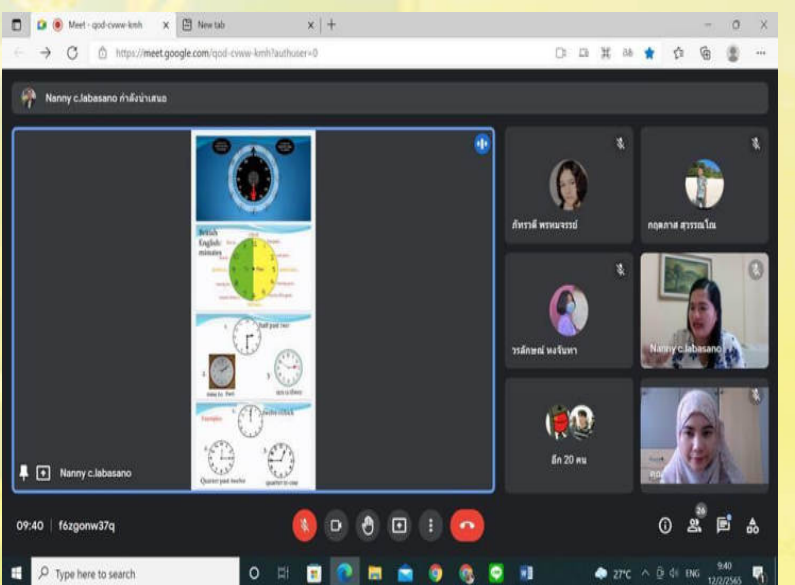 Meet - qod-cvww-kmh
New tab
https://meet.google.com/qod-cvww-kmh?authuser=0
Nanny c.labasano กำลังนำเสนอ
British
English:
minutes
half past two
Examples
twelve o'clock
Quarter past twelve
quarter to one
Nanny c.labasano
ภัทราดี พรหมจรรย์
กฤตภาส สุวรรณโณ
วรลักษณ์ หงจันทา
Nanny c.labasano
อีก 20 คน
คุณ
09:40 | f6zgonw37q
26
Type here to search
27°C
ENG
9:40
12/2/2565